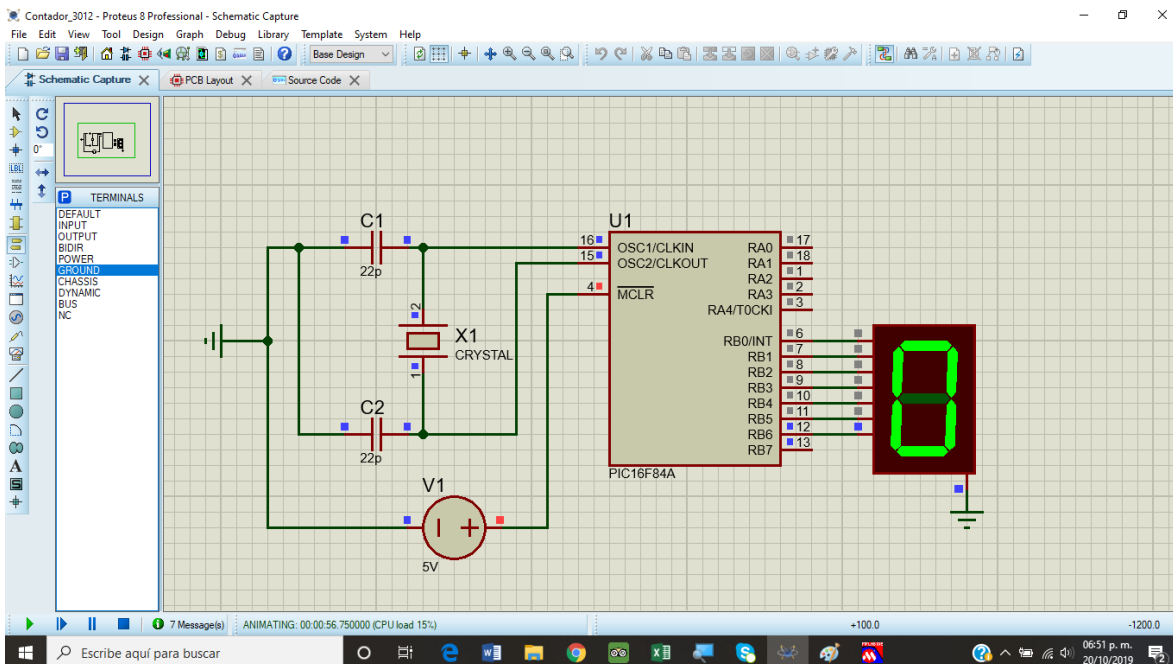 Contador_3012 - Proteus 8 Professional - Schematic Capture
File Edit View Tool Design Graph Debug Library Template System Help
Base Design
Schematic Capture PCB Layout Source Code
0°
LBL
P TERMINALS
DEFAULT
INPUT
OUTPUT
BIDIR
POWER
GROUND
CHASSIS
DYNAMIC
BUS
NC
A
S
C1
22p
2
X1
CRYSTAL
1
C2
22p
V1
5V
U1
16 OSC1/CLKIN RA0 17
15 OSC2/CLKOUT RA1 18
RA2 1
4 MCLR RA3 2
RA4/T0CKI 3
RB0/INT 6
RB1 7
RB2 8
RB3 9
RB4 10
RB5 11
RB6 12
RB7 13
PIC16F84A
0
7 Message(s) ANIMATING: 00:00:56.750000 (CPU load 15%) +100.0 -1200.0
Escribe aquí para buscar
06:51 p. m.
20/10/2019